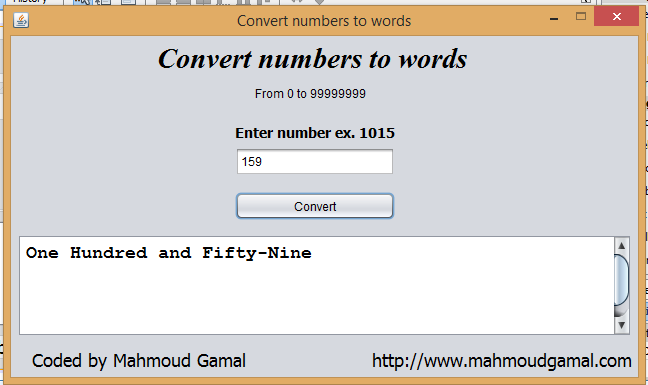 History
Convert numbers to words
Convert numbers to words
From 0 to 99999999
Enter number ex. 1015
159
Convert
One Hundred and Fifty-Nine
Coded by Mahmoud Gamal
http://www.mahmoudgamal.com